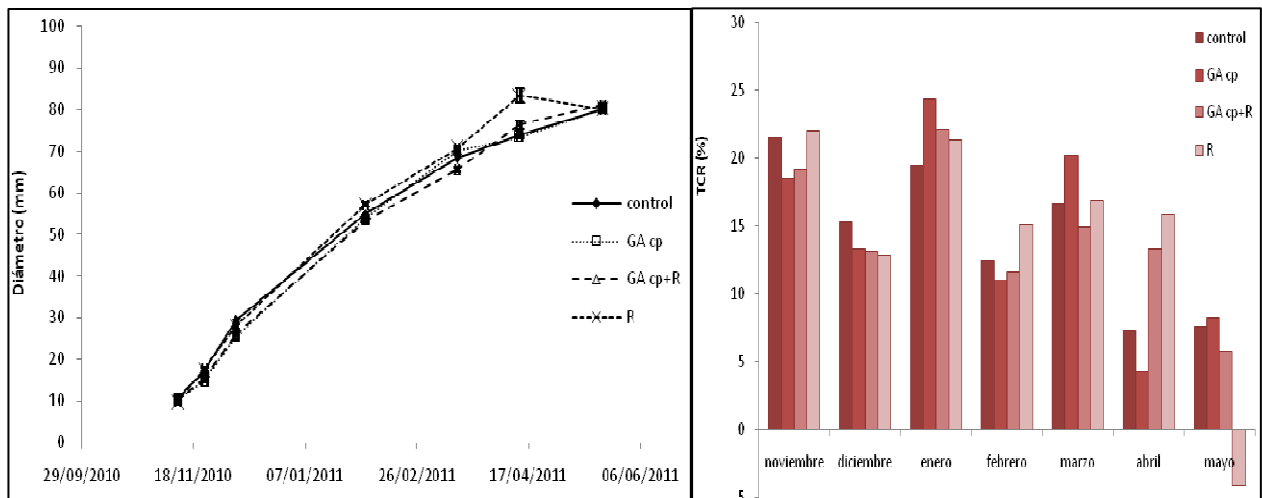 Diámetro (mm)
100
90
80
70
60
50
40
30
20
10
0
29/09/2010
18/11/2010
07/01/2011
26/02/2011
17/04/2011
06/06/2011
control
GA cp
GA cp+R
R
TCR (%)
30
25
20
15
10
5
0
5
noviembre
diciembre
enero
febrero
marzo
abril
mayo
control
GA cp
GA cp+R
R